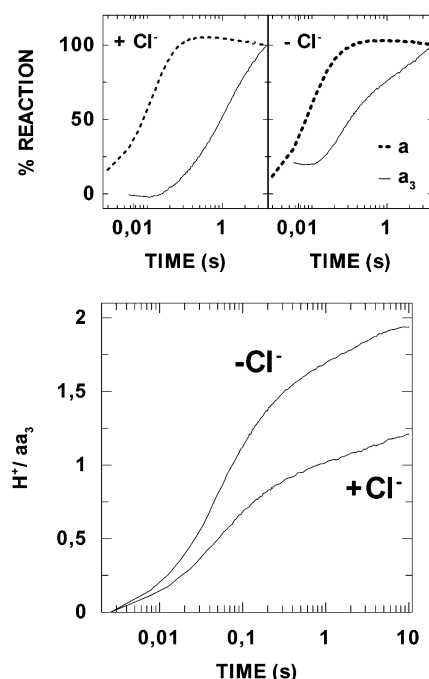 + Cl⁻
- Cl⁻
100
50
0
% REACTION
a
a₃
0,01
1
0,01
1
TIME (s)
TIME (s)
2
1,5
1
0,5
0
H⁺/ aa₃
-Cl⁻
+Cl⁻
0,01
0,1
1
10
TIME (s)